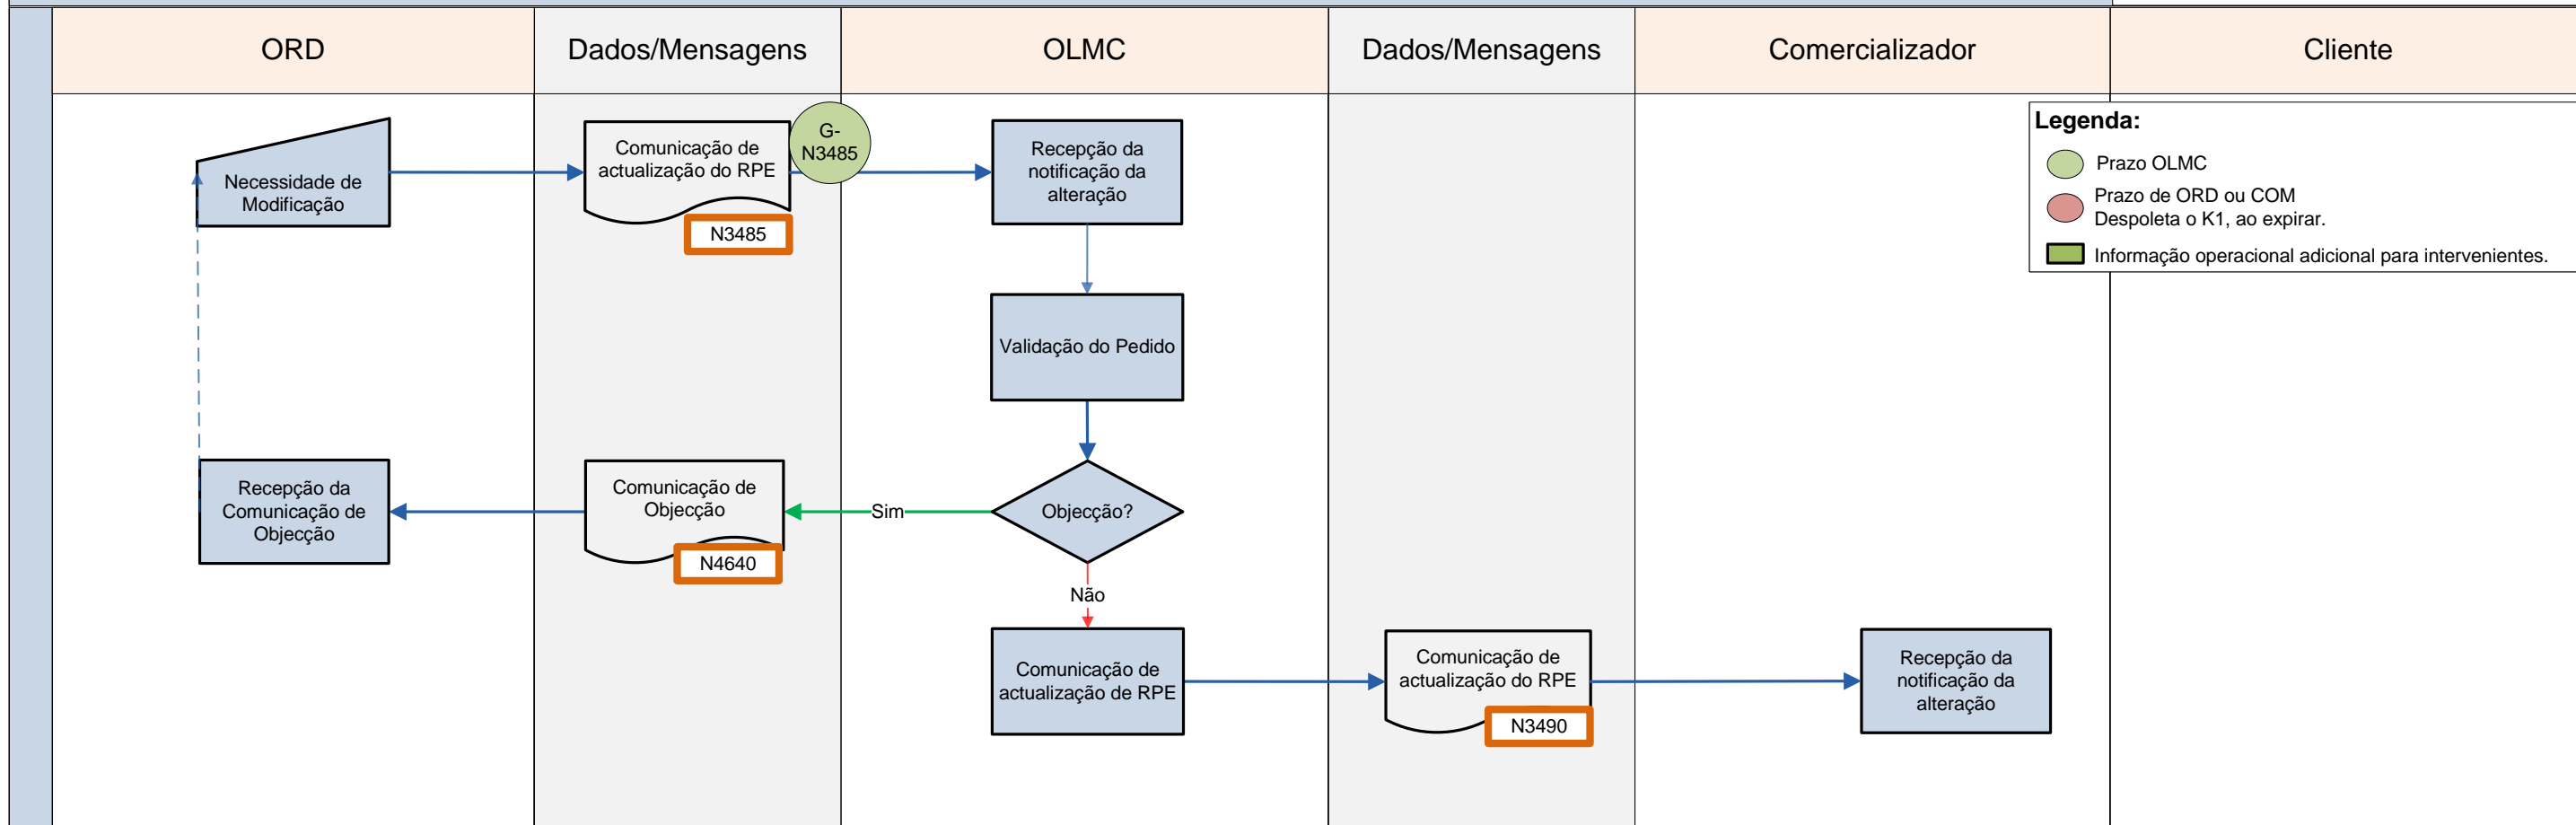 ORD
Dados/Mensagens
OLMC
Dados/Mensagens
Comercializador
Cliente
Legenda:
Prazo OLMC
Prazo de ORD ou COM
Despoleta o K1, ao expirar.
Informação operacional adicional para intervenientes.
Necessidade de
Modificação
Comunicação de
actualização do RPE
G-
N3485
N3485
Recepção da
notificação da
alteração
Validação do Pedido
Objecção?
Sim
Comunicação de
Objecção
N4640
Recepção da
Comunicação de
Objecção
Não
Comunicação de
actualização de RPE
Comunicação de
actualização do RPE
N3490
Recepção da
notificação da
alteração